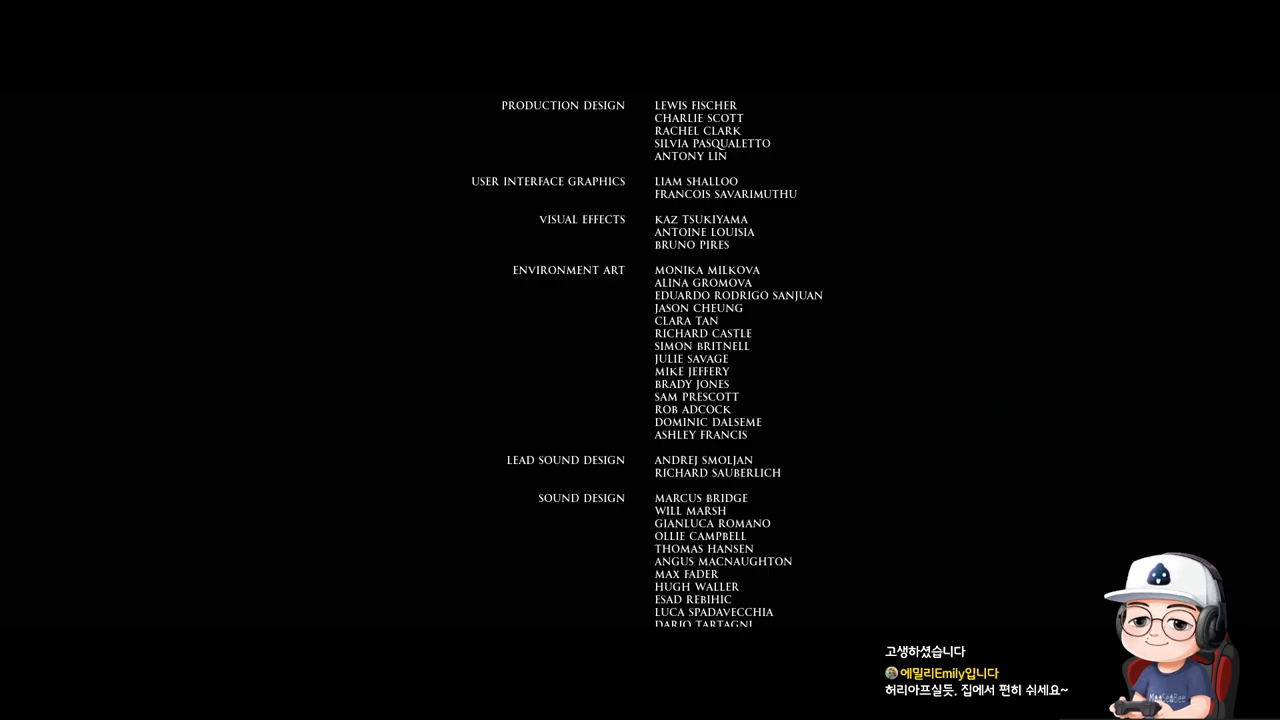 PRODUCTION DESIGN LEWIS FISCHER
CHARLIE SCOTT
RACHEL CLARK
SILVIA PASQUALETTO
ANTONY LIN
USER INTERFACE GRAPHICS LIAM SHALLOO
FRANCOIS SAVARIMUTHU
VISUAL EFFECTS KAZ TSUKIYAMA
ANTOINE LOUISIA
BRUNO PIRES
ENVIRONMENT ART MONIKA MILKOVA
ALINA GROMOVA
EDUARDO RODRIGO SANJUAN
JASON CHEUNG
CLARA TAN
RICHARD CASTLE
SIMON BRITNELL
JULIE SAVAGE
MIKE JEFFERY
BRADY JONES
SAM PRESCOTT
ROB ADCOCK
DOMINIC DALSEME
ASHLEY FRANCIS
LEAD SOUND DESIGN ANDREJ SMOLJAN
RICHARD SAUBERLICH
SOUND DESIGN MARCUS BRIDGE
WILL MARSH
GIANLUCA ROMANO
OLLIE CAMPBELL
THOMAS HANSEN
ANGUS MACNAUGHTON
MAX FADER
HUGH WALLER
ESAD REBIHIC
LUCA SPADAVECCHIA
DARIO TARTAGNI
고생하셨습니다
에밀리Emily입니다
허리아프실듯. 집에서 편히 쉬세요~